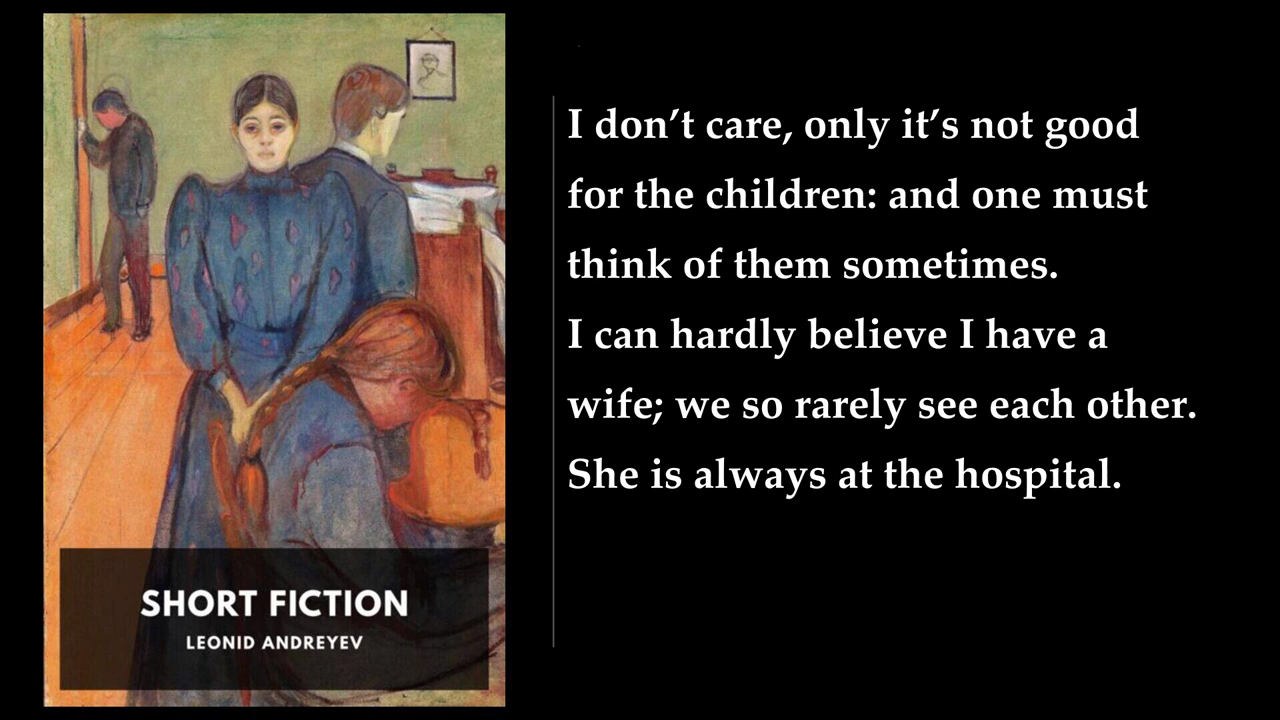 I don’t care, only it’s not good
for the children: and one must
think of them sometimes.
I can hardly believe I have a
wife; we so rarely see each other.
She is always at the hospital.
SHORT FICTION
LEONID ANDREYEV